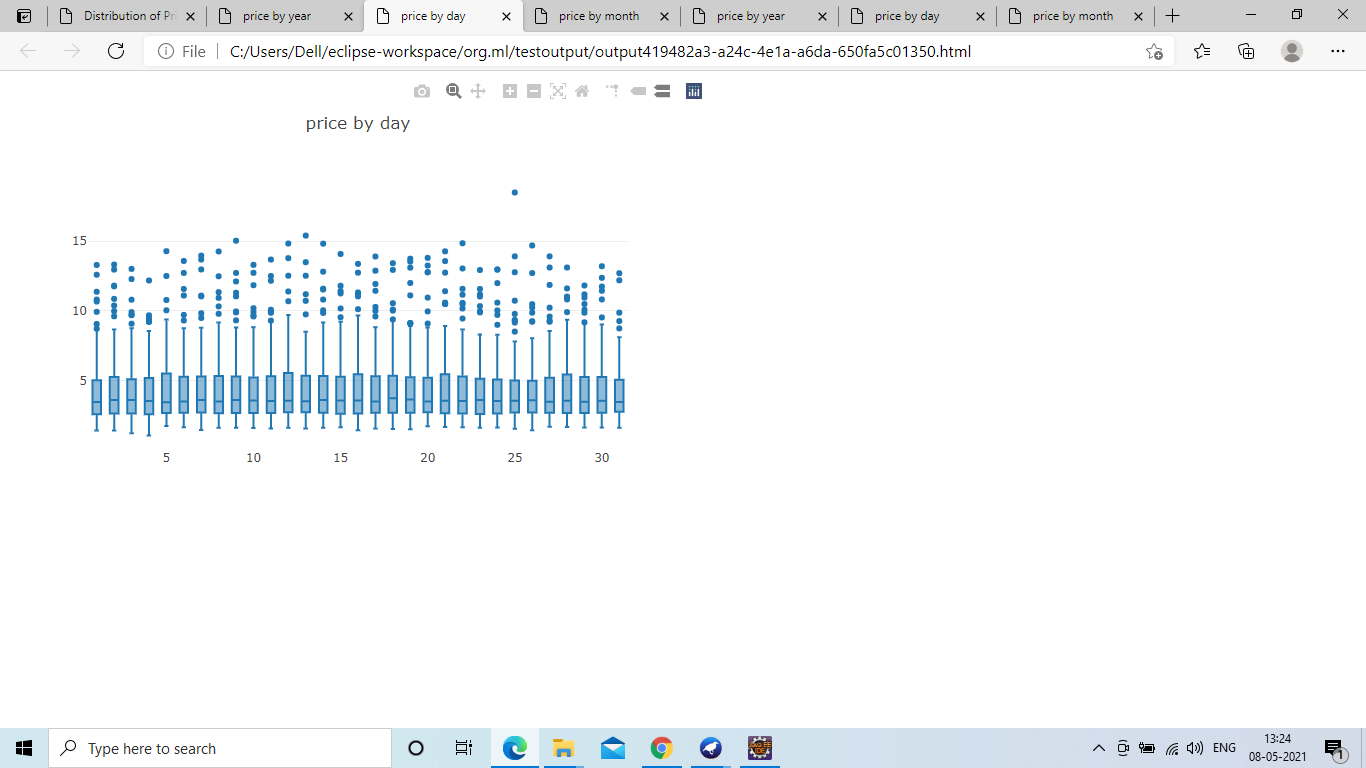 Distribution of Pri
price by year
price by day
price by month
price by year
price by day
price by month
File
C:/Users/Dell/eclipse-workspace/org.ml/testoutput/output419482a3-a24c-4e1a-a6da-650fa5c01350.html
price by day
15
10
5
5 10 15 20 25 30
Type here to search
ENG
13:24
08-05-2021
1